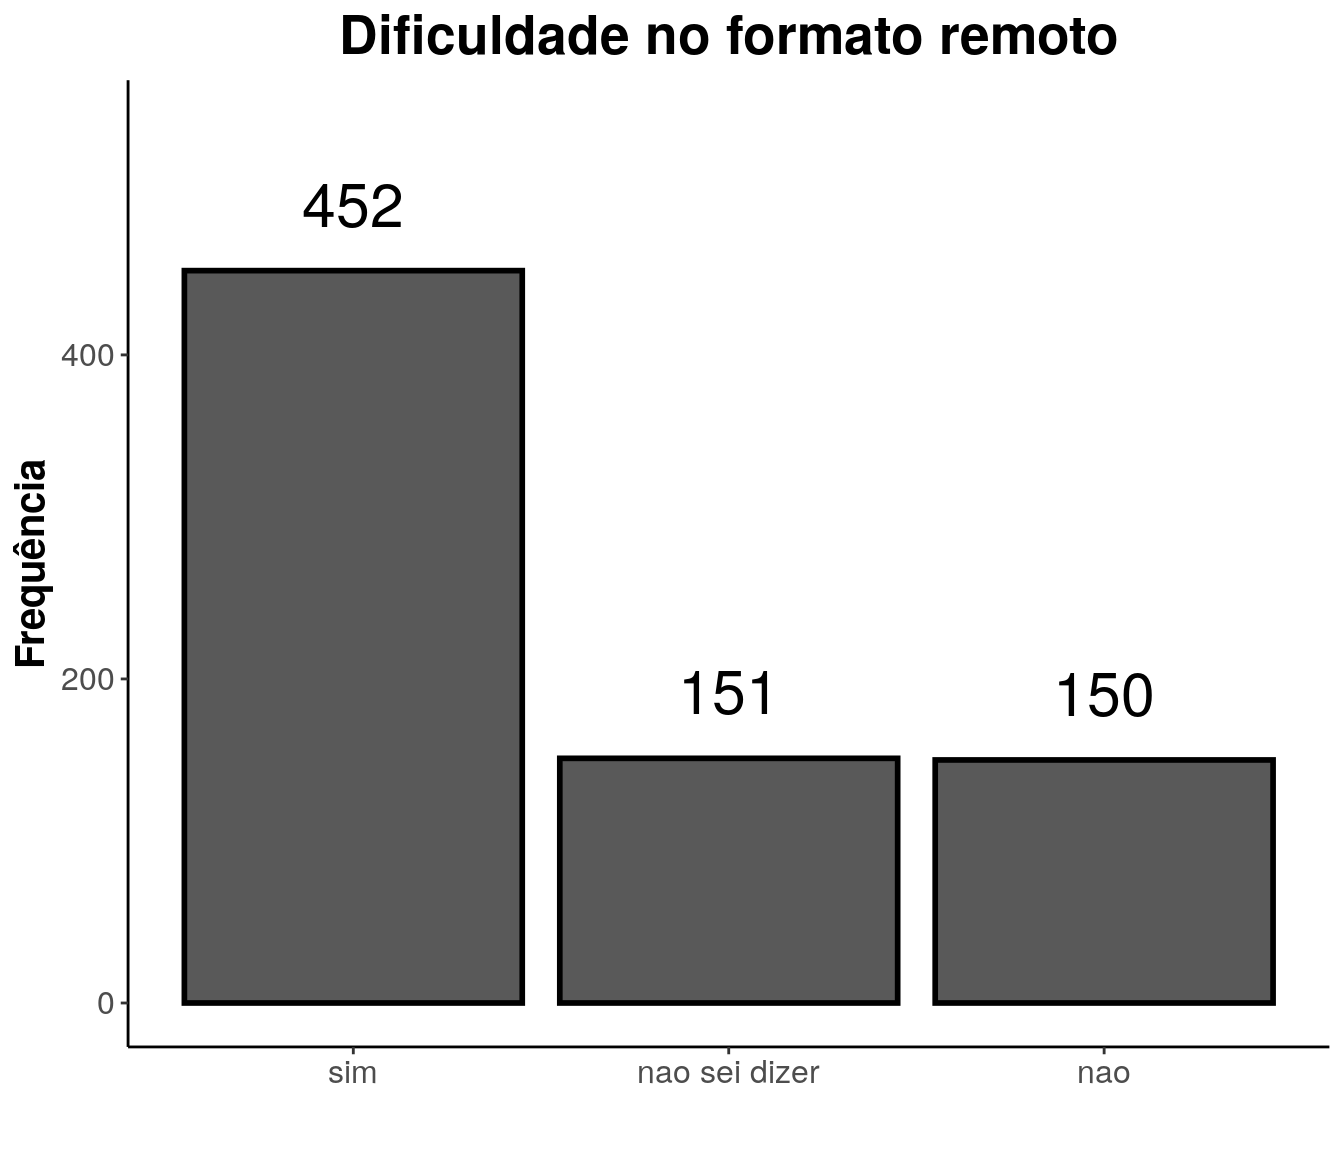 Dificuldade no formato remoto
452
400
Frequência
200
151
150
0
sim
nao sei dizer
nao